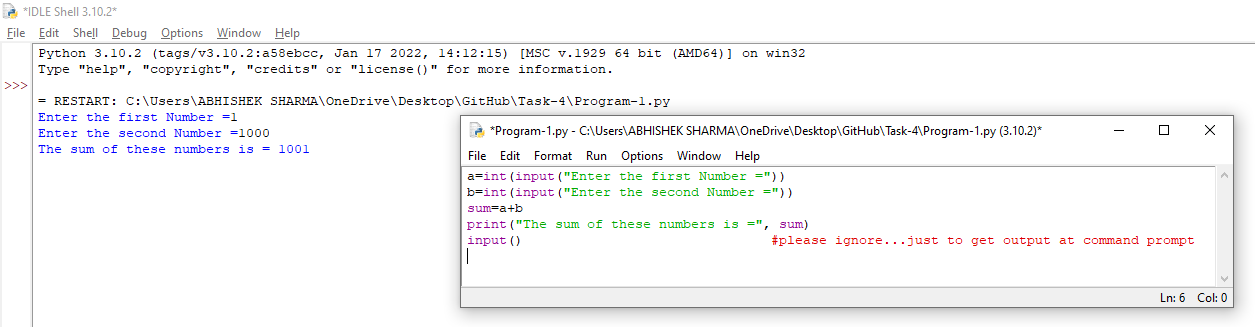 *IDLE Shell 3.10.2*
File Edit Shell Debug Options Window Help
Python 3.10.2 (tags/v3.10.2:a58ebcc, Jan 17 2022, 14:12:15) [MSC v.1929 64 bit (AMD64)] on win32
Type "help", "copyright", "credits" or "license()" for more information.
>>>
= RESTART: C:\Users\ABHISHEK SHARMA\OneDrive\Desktop\GitHub\Task-4\Program-1.py
Enter the first Number =1
Enter the second Number =1000
The sum of these numbers is = 1001
*Program-1.py - C:\Users\ABHISHEK SHARMA\OneDrive\Desktop\GitHub\Task-4\Program-1.py (3.10.2)*
File Edit Format Run Options Window Help
a=int(input("Enter the first Number ="))
b=int(input("Enter the second Number ="))
sum=a+b
print("The sum of these numbers is =", sum)
input() #please ignore...just to get output at command prompt
Ln: 6 Col: 0